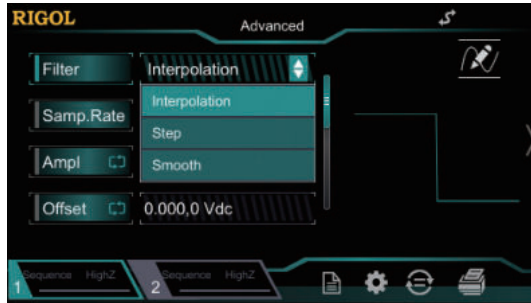 RIGOL
Advanced
Filter
Interpolation
Interpolation
Samp.Rate
Step
Ampl
Smooth
Offset
0.000,0 Vdc
Sequence HighZ
1
Sequence HighZ
2